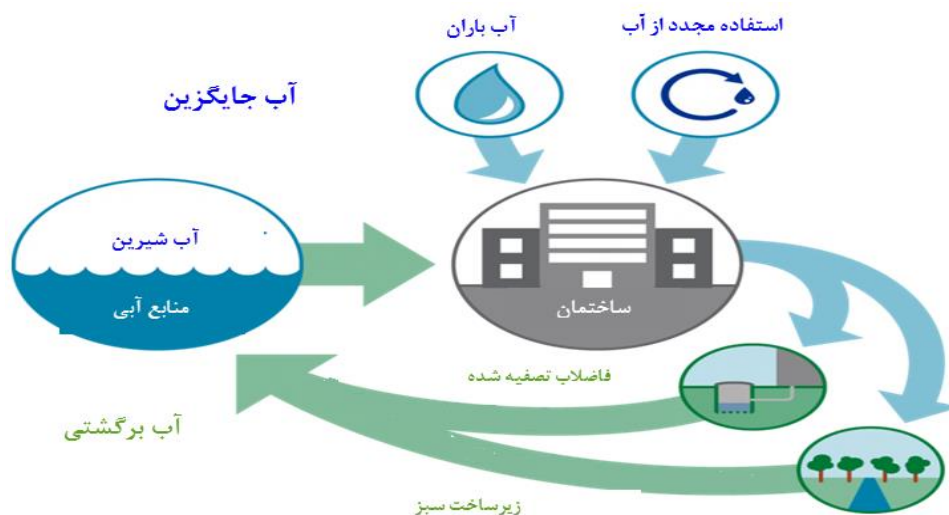 استفاده مجدد از آب
آب باران
آب جایگزین
آب شیرین
منابع آبی
ساختمان
فاضلاب تصفیه شده
آب برگشتی
زیرساخت سبز